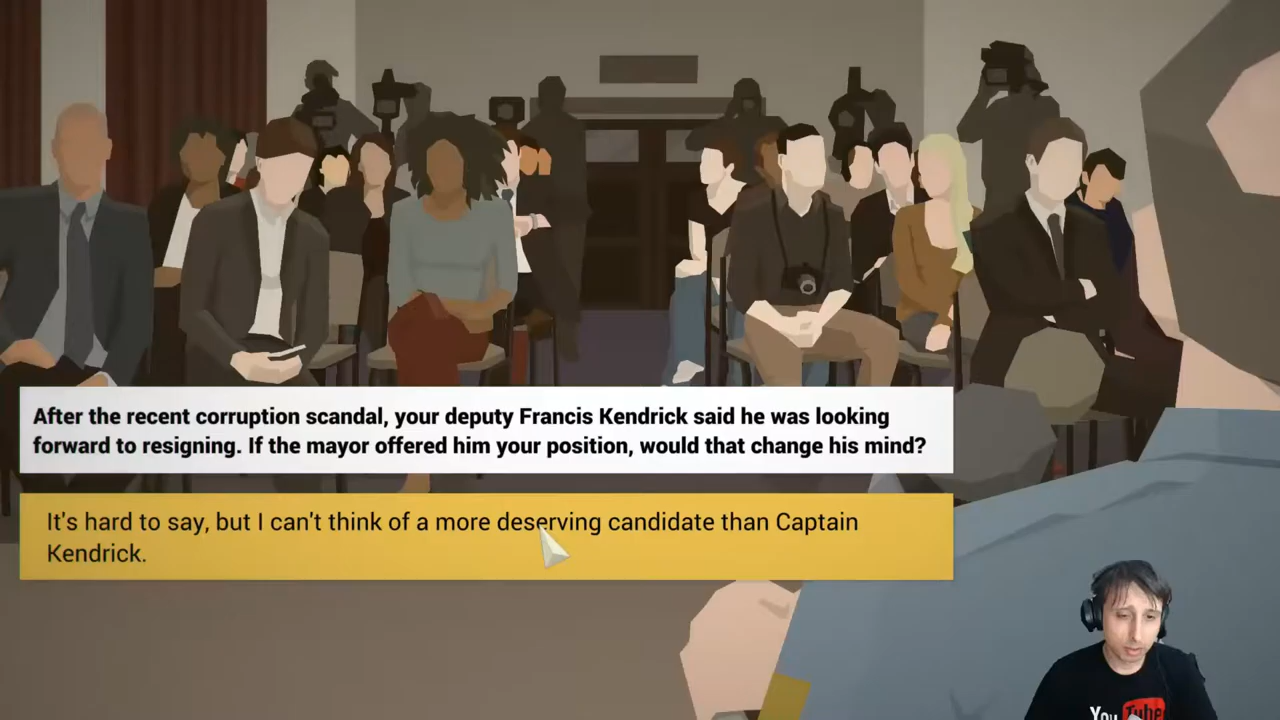 After the recent corruption scandal, your deputy Francis Kendrick said he was looking
forward to resigning. If the mayor offered him your position, would that change his mind?
It's hard to say, but I can't think of a more deserving candidate than Captain
Kendrick.
You Tube